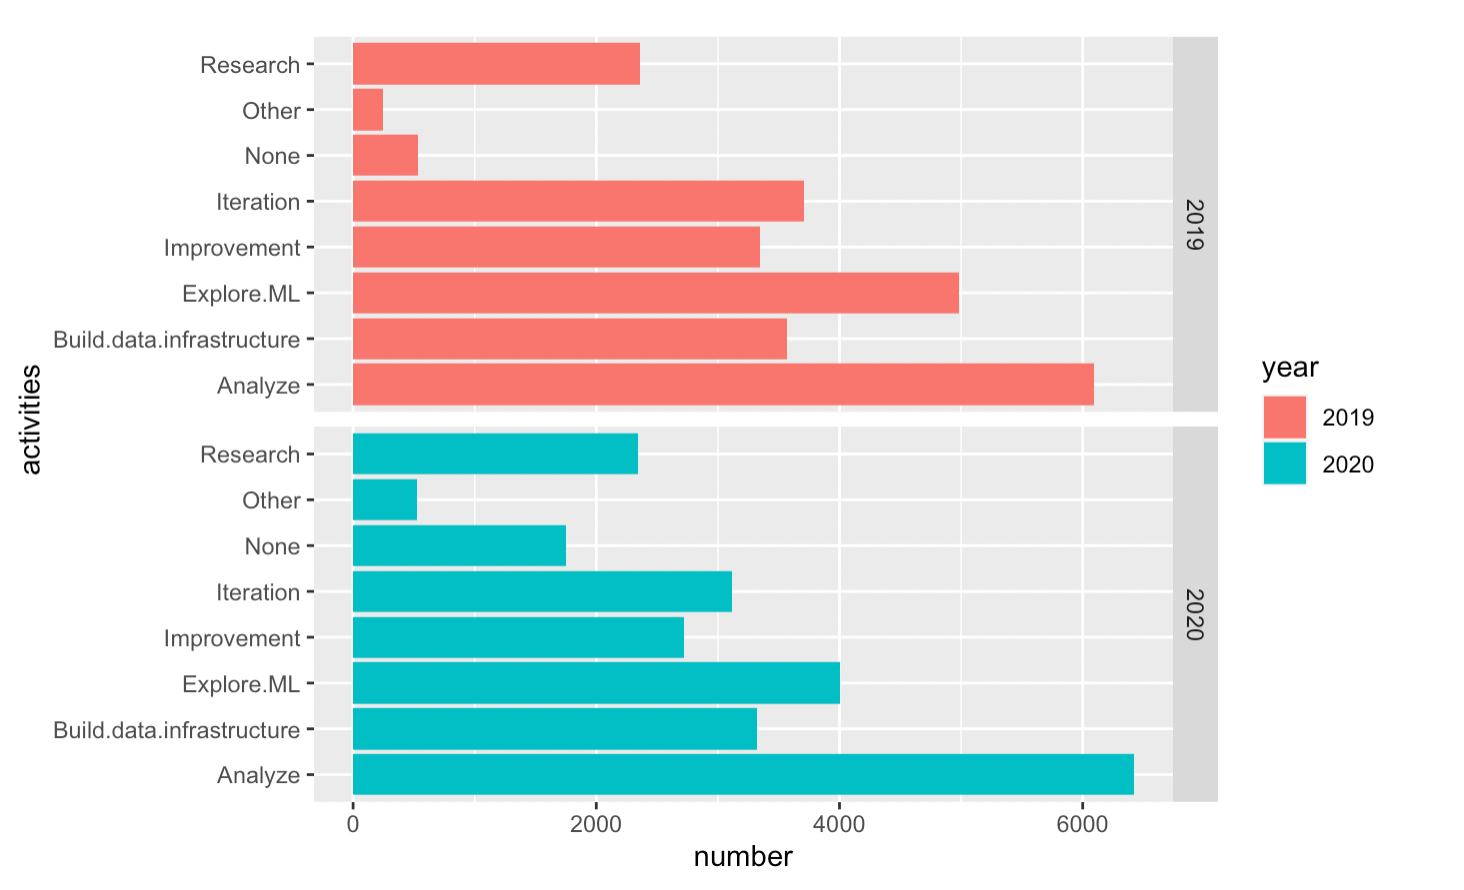 Research
Other
None
Iteration
Improvement
Explore.ML
Build.data.infrastructure
Analyze
2019
Research
Other
None
Iteration
Improvement
Explore.ML
Build.data.infrastructure
Analyze
2020
0 2000 4000 6000
number
activities
year
2019
2020